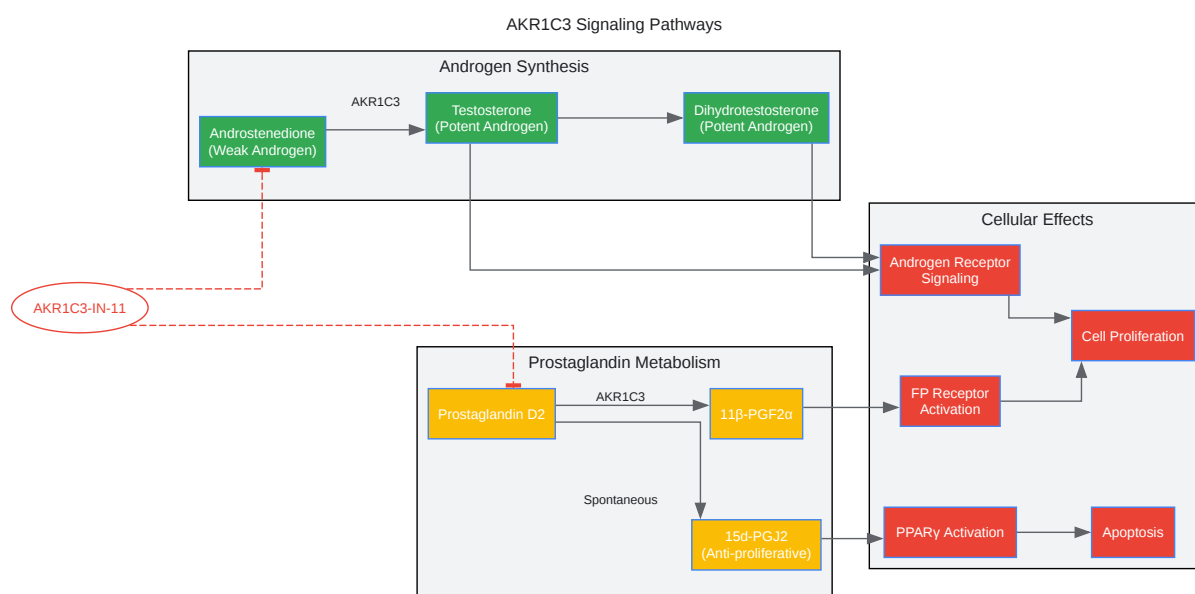 AKR1C3 Signaling Pathways
Androgen Synthesis
AKR1C3
Androstenedione
(Weak Androgen)
Testosterone
(Potent Androgen)
Dihydrotestosterone
(Potent Androgen)
AKR1C3-IN-11
Cellular Effects
Androgen Receptor
Signaling
Cell Proliferation
FP Receptor
Activation
PPARγ Activation
Apoptosis
Prostaglandin Metabolism
Prostaglandin D2
AKR1C3
11β-PGF2α
Spontaneous
15d-PGJ2
(Anti-proliferative)